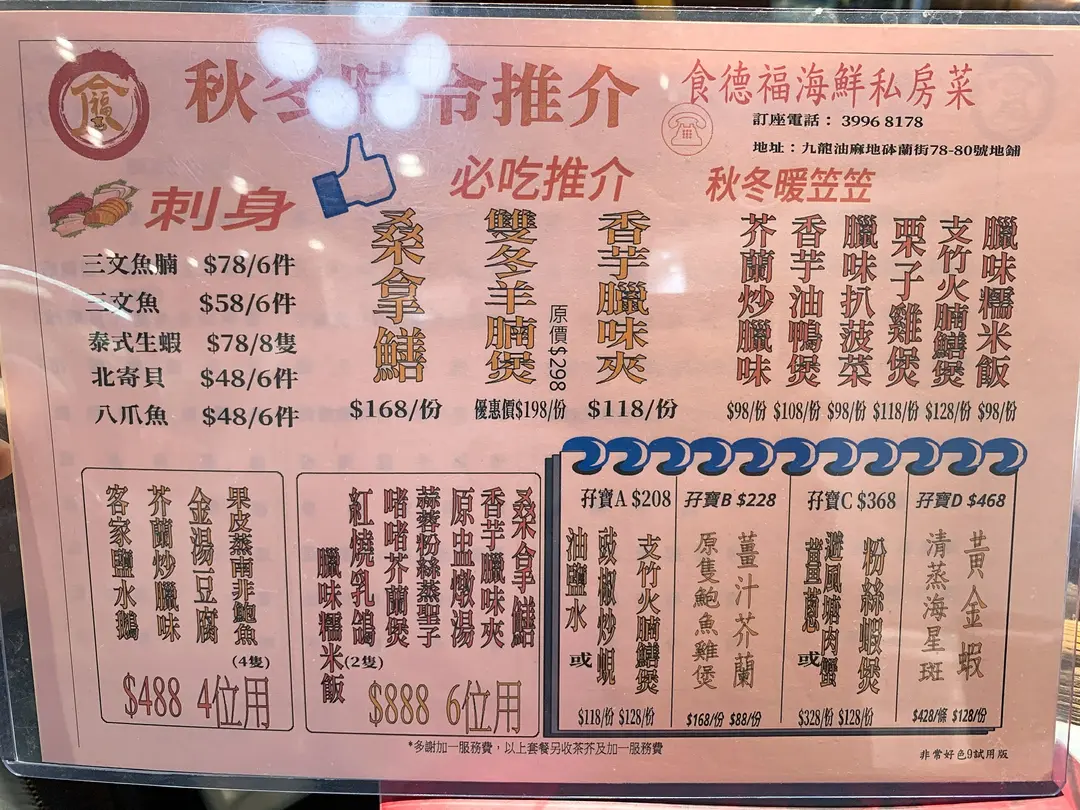 食福
秋冬時令推介
食德福海鮮私房菜
訂座電話： 3996 8178
地址：九龍油麻地砵蘭街78-80號地鋪
刺身
三文魚腩 $78/6件
三文魚 $58/6件
泰式生蝦 $78/8隻
北寄貝 $48/6件
八爪魚 $48/6件
必吃推介
桑拿鱔
$168/份
雙冬羊腩煲
原價$298
優惠價$198/份
香芋臘味夾
$118/份
秋冬暖笠笠
芥蘭炒臘味
$98/份
香芋油鴨煲
$108/份
臘味扒菠菜
$98/份
栗子雞煲
$118/份
支竹火腩鱔煲
$128/份
臘味糯米飯
$98/份
果皮蒸南非鮑魚
(4隻)
金湯豆腐
芥蘭炒臘味
客家鹽水鵝
$488 4位用
桑拿鱔
香芋臘味夾
原盅燉湯
蒜蓉粉絲蒸聖子
啫啫芥蘭煲
紅燒乳鴿
(2隻)
臘味糯米飯
$888 6位用
孖寶A $208
支竹火腩鱔煲
豉椒炒蜆
或
油鹽水
$118/份 $128/份
孖寶B $228
薑汁芥蘭
原隻鮑魚雞煲
$168/份 $88/份
孖寶C $368
粉絲蝦煲
避風塘肉蟹
或
薑蔥
$328/份 $128/份
孖寶D $468
黃金蝦
清蒸海星斑
$428/條 $128/份
*多謝加一服務費，以上套餐另收茶芥及加一服務費
非常好色9試用版